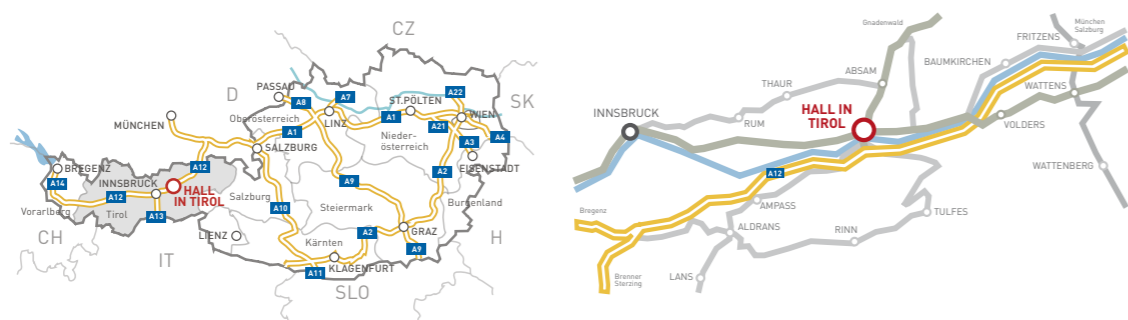 CZ
D
SK
PASSAU
A8
A7
A22
ST.PÖLTEN
Oberösterreich
LINZ
A1
A1
A21
WIEN
MÜNCHEN
Nieder-
österreich
A4
A3
SALZBURG
EISENSTADT
BREGENZ
A12
A2
A14
INNSBRUCK
A9
HALL
IN TIROL
A12
Salzburg
Burgenland
Vorarlberg
Tirol
A13
A10
Steiermark
CH
LIENZ
A2
GRAZ
H
IT
Kärnten
A9
KLAGENFURT
A11
SLO
Gnadenwald
München
Salzburg
FRITZENS
BAUMKIRCHEN
ABSAM
THAUR
WATTENS
INNSBRUCK
HALL IN
TIROL
RUM
VOLDERS
A12
WATTENBERG
AMPASS
Bregenz
TULFES
ALDRANS
RINN
LANS
Brenner
Sterzing